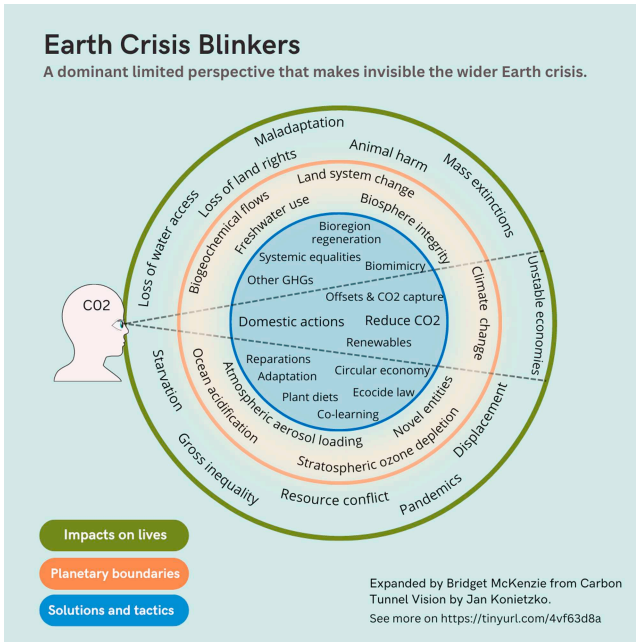 Earth Crisis Blinkers
A dominant limited perspective that makes invisible the wider Earth crisis.
Maladaptation
Animal harm
Mass extinctions
Unstable economies
Displacement
Pandemics
Resource conflict
Gross inequality
Starvation
Loss of water access
Loss of land rights
Land system change
Biosphere integrity
Climate change
Novel entities
Stratospheric ozone depletion
Atmospheric aerosol loading
Ocean acidification
Biogeochemical flows
Freshwater use
Bioregion
regeneration
Systemic equalities
Biomimicry
Other GHGs
Offsets & CO2 capture
Domestic actions
Reduce CO2
Renewables
Reparations
Circular economy
Adaptation
Plant diets
Ecocide law
Co-learning
CO2
Impacts on lives
Planetary boundaries
Solutions and tactics
Expanded by Bridget McKenzie from Carbon
Tunnel Vision by Jan Konietzko.
See more on https://tinyurl.com/4vf63d8a